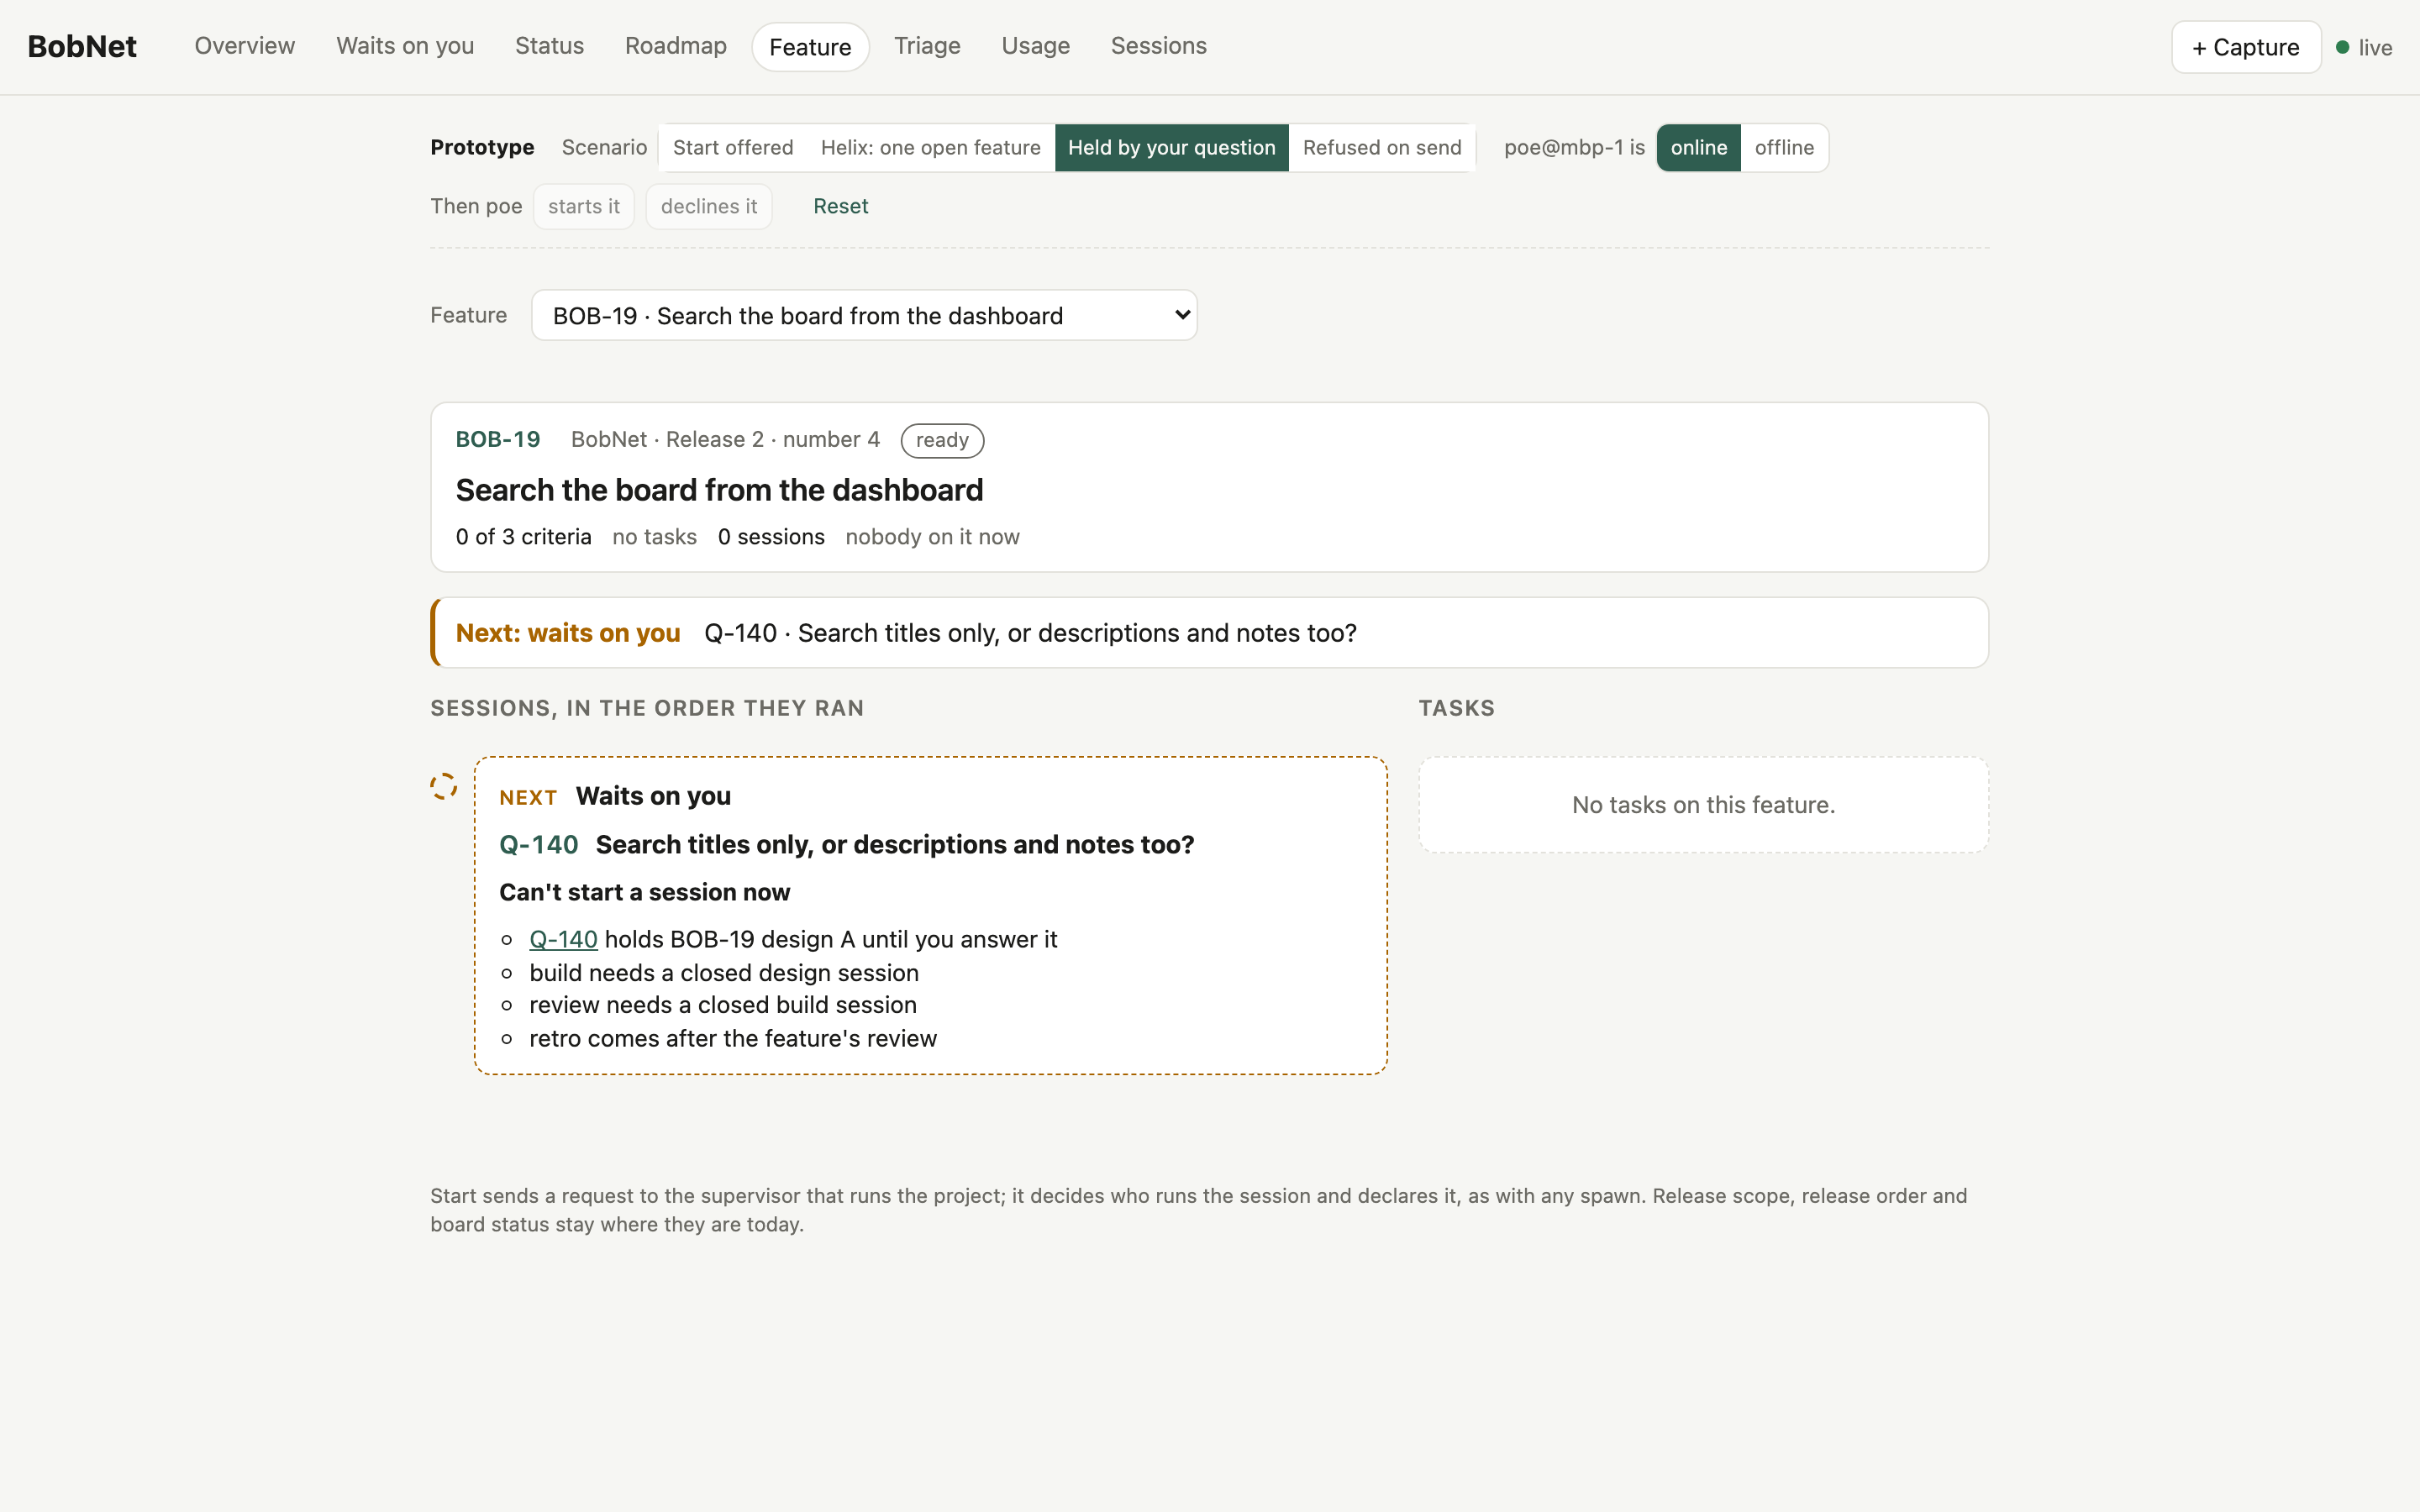 BobNet Overview Waits on you Status Roadmap Feature Triage Usage Sessions + Capture live
Prototype Scenario Start offered Helix: one open feature Held by your question Refused on send poe@mbp-1 is online offline
Then poe starts it declines it Reset
Feature BOB-19 · Search the board from the dashboard
BOB-19 BobNet · Release 2 · number 4 ready
Search the board from the dashboard
0 of 3 criteria no tasks 0 sessions nobody on it now
Next: waits on you Q-140 · Search titles only, or descriptions and notes too?
SESSIONS, IN THE ORDER THEY RAN
NEXT Waits on you
Q-140 Search titles only, or descriptions and notes too?
Can't start a session now
Q-140 holds BOB-19 design A until you answer it
build needs a closed design session
review needs a closed build session
retro comes after the feature's review
TASKS
No tasks on this feature.
Start sends a request to the supervisor that runs the project; it decides who runs the session and declares it, as with any spawn. Release scope, release order and
board status stay where they are today.